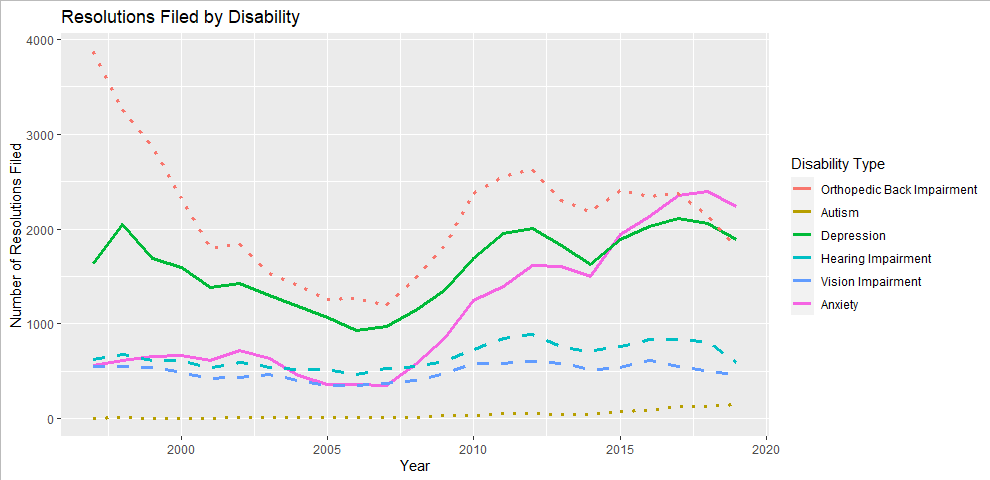 Resolutions Filed by Disability
4000
3000
2000
1000
0
Number of Resolutions Filed
2000
2005
2010
2015
2020
Year
Disability Type
Orthopedic Back Impairment
Autism
Depression
Hearing Impairment
Vision Impairment
Anxiety